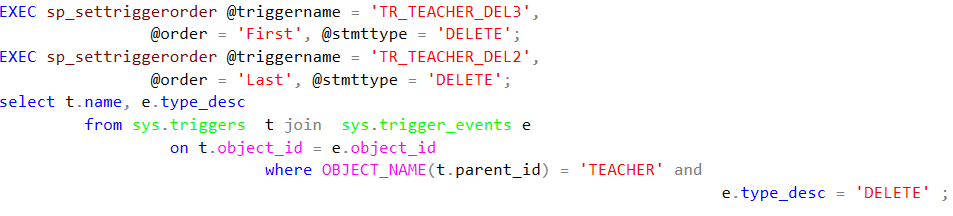 EXEC sp_settriggerorder @triggername = 'TR_TEACHER_DEL3',
@order = 'First', @stmttype = 'DELETE';
EXEC sp_settriggerorder @triggername = 'TR_TEACHER_DEL2',
@order = 'Last', @stmttype = 'DELETE';
select t.name, e.type_desc
from sys.triggers t join sys.trigger_events e
on t.object_id = e.object_id
where OBJECT_NAME(t.parent_id) = 'TEACHER' and
e.type_desc = 'DELETE' ;